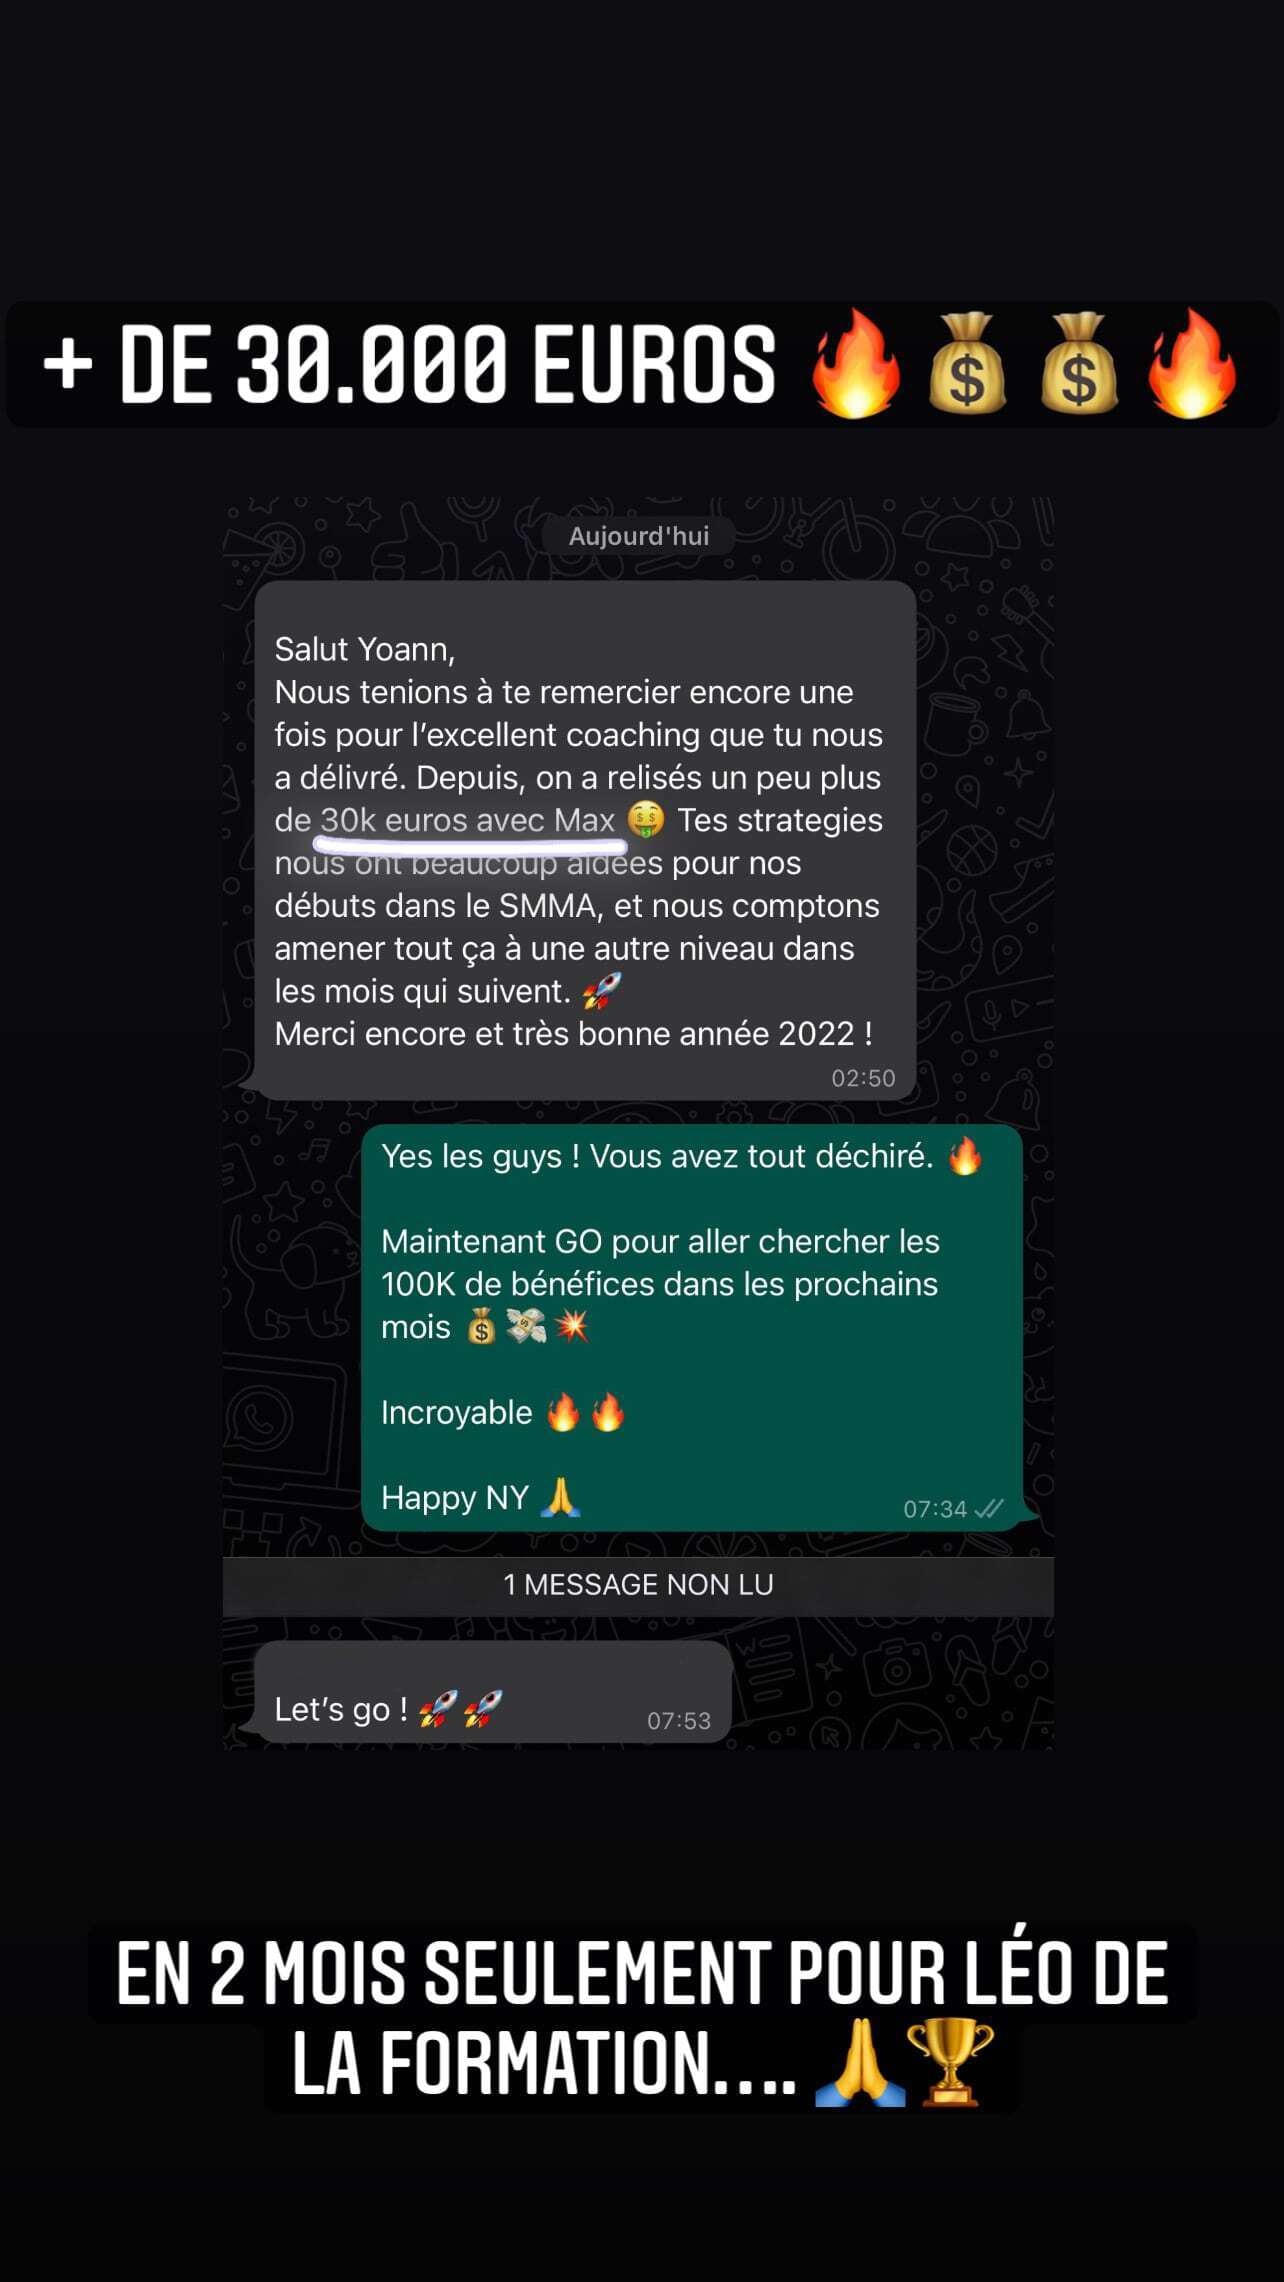 + DE 30.000 EUROS 🔥💰💰🔥
Aujourd'hui
Salut Yoann,
Nous tenions à te remercier encore une
fois pour l’excellent coaching que tu nous
a délivré. Depuis, on a relisés un peu plus
de 30k euros avec Max 🤑 Tes strategies
nous ont beaucoup aidées pour nos
débuts dans le SMMA, et nous comptons
amener tout ça à une autre niveau dans
les mois qui suivent. 🚀
Merci encore et très bonne année 2022 !
02:50
Yes les guys ! Vous avez tout déchiré. 🔥
Maintenant GO pour aller chercher les
100K de bénéfices dans les prochains
mois 💰💸💥
Incroyable 🔥🔥
Happy NY 🙏
07:34
1 MESSAGE NON LU
Let’s go ! 🚀🚀
07:53
EN 2 MOIS SEULEMENT POUR LÉO DE
LA FORMATION.... 🙏🏆